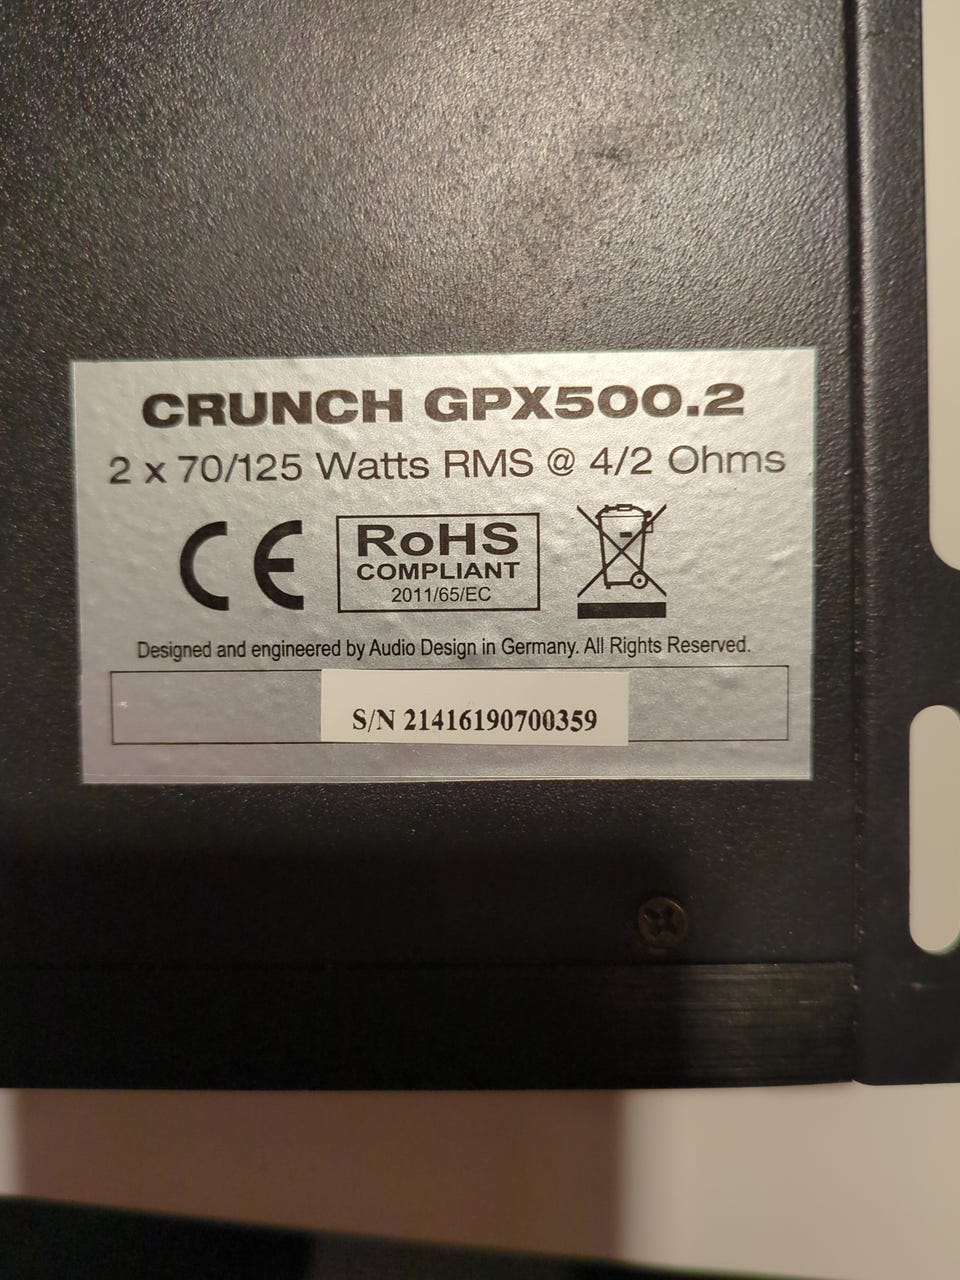 CRUNCH GPX500.2
2 x 70/125 Watts RMS @ 4/2 Ohms
CE
RoHS
COMPLIANT
2011/65/EC
Designed and engineered by Audio Design in Germany. All Rights Reserved.
S/N 21416190700359